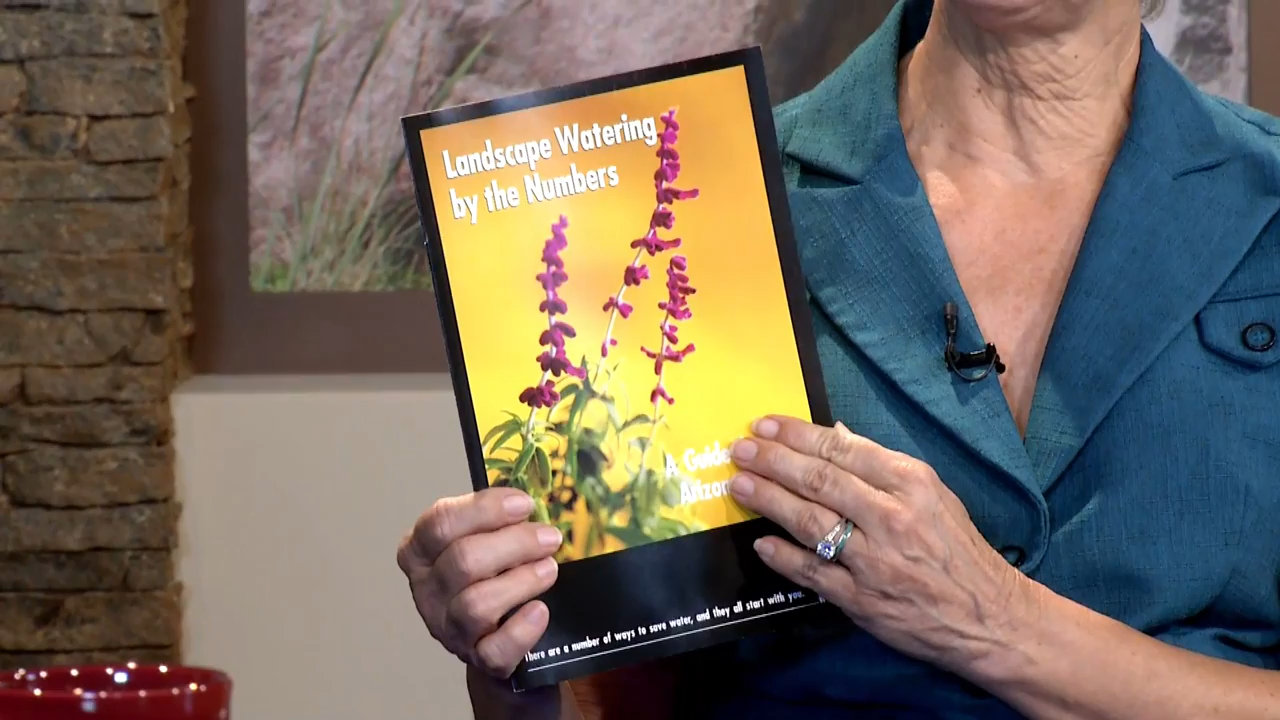 Landscape Watering
by the Numbers
A Guide
There are a number of ways to save water, and they all start with you.